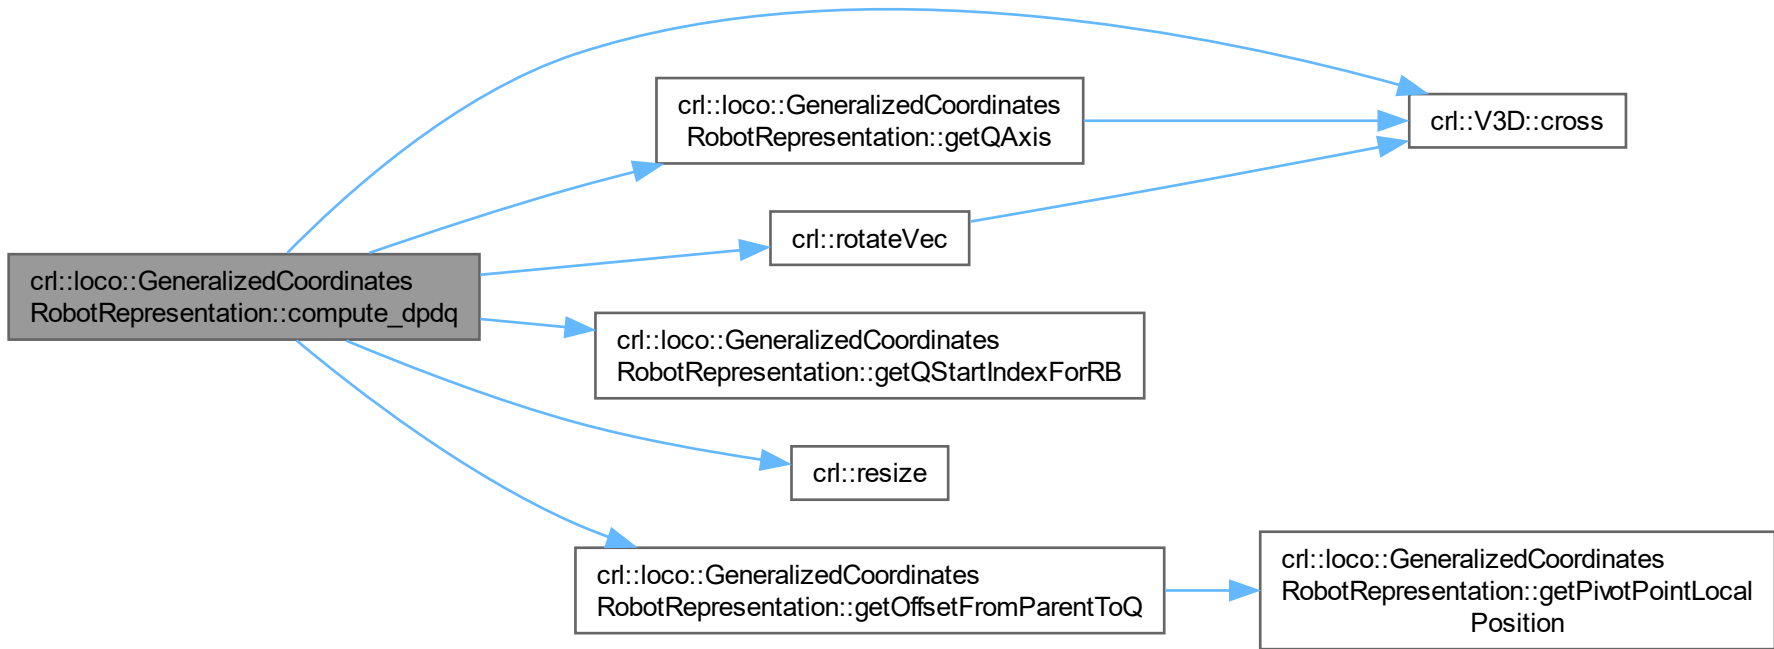 crl::loco::GeneralizedCoordinates
RobotRepresentation::compute_dpdq
crl::loco::GeneralizedCoordinates
RobotRepresentation::getQAxis
crl::V3D::cross
crl::rotateVec
crl::loco::GeneralizedCoordinates
RobotRepresentation::getQStartIndexForRB
crl::resize
crl::loco::GeneralizedCoordinates
RobotRepresentation::getOffsetFromParentToQ
crl::loco::GeneralizedCoordinates
RobotRepresentation::getPivotPointLocal
Position